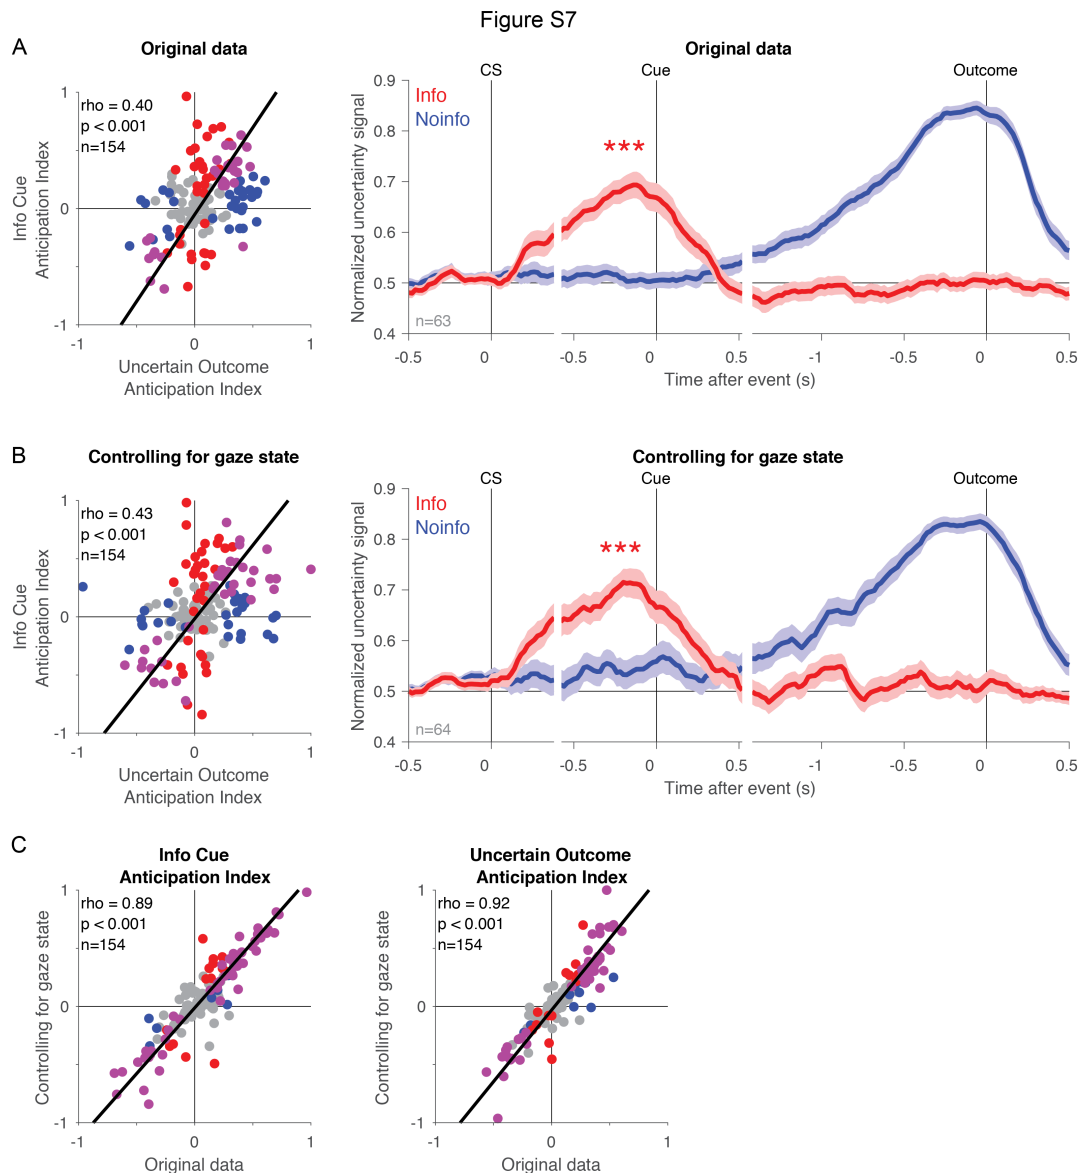 Figure S7
A
Original data
rho = 0.40
p < 0.001
n=154
1
0
-1
Info Cue
Anticipation Index
-1 0 1
Uncertain Outcome
Anticipation Index
Original data
CS Cue Outcome
Info
Noinfo
***
n=63
0.9
0.8
0.7
0.6
0.5
0.4
Normalized uncertainty signal
-0.5 0 -0.5 0 0.5 -1 -0.5 0 0.5
Time after event (s)
B
Controlling for gaze state
rho = 0.43
p < 0.001
n=154
1
0
-1
Info Cue
Anticipation Index
-1 0 1
Uncertain Outcome
Anticipation Index
Controlling for gaze state
CS Cue Outcome
Info
Noinfo
***
n=64
0.9
0.8
0.7
0.6
0.5
0.4
Normalized uncertainty signal
-0.5 0 -0.5 0 0.5 -1 -0.5 0 0.5
Time after event (s)
C
Info Cue
Anticipation Index
rho = 0.89
p < 0.001
n=154
1
0
-1
Controlling for gaze state
-1 0 1
Original data
Uncertain Outcome
Anticipation Index
rho = 0.92
p < 0.001
n=154
1
0
-1
Controlling for gaze state
-1 0 1
Original data